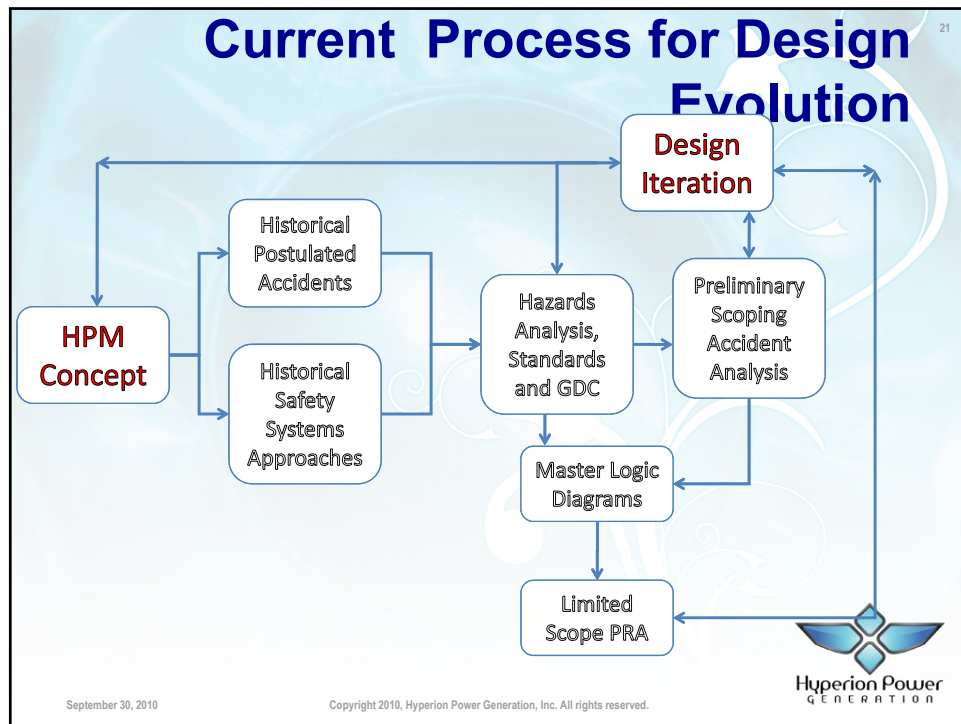 Current Process for Design
Evolution
21
Design
Iteration
Historical
Postulated
Accidents
HPM
Concept
Historical
Safety
Systems
Approaches
Hazards
Analysis,
Standards
and GDC
Preliminary
Scoping
Accident
Analysis
Master Logic
Diagrams
Limited
Scope PRA
Hyperion Power
GENERATION
September 30, 2010
Copyright 2010, Hyperion Power Generation, Inc. All rights reserved.